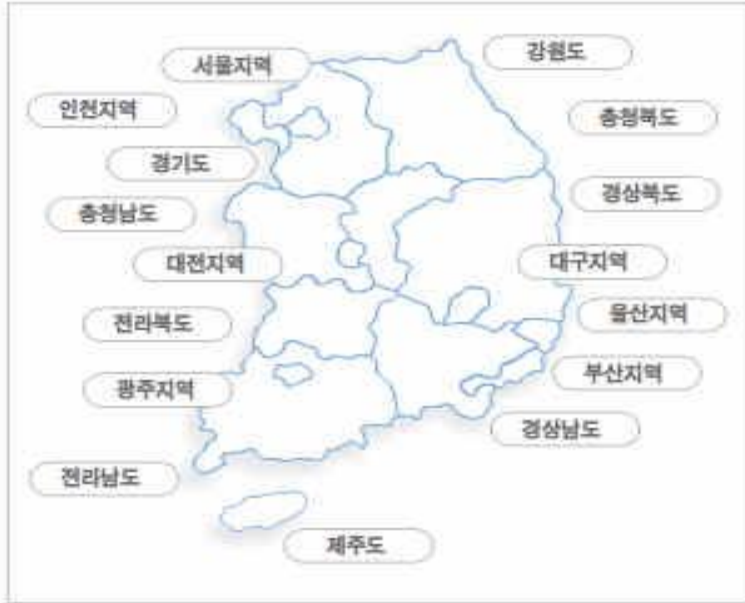 서울지역
강원도
인천지역
충청북도
경기도
경상북도
충청남도
대전지역
대구지역
전라북도
울산지역
광주지역
부산지역
경상남도
전라남도
제주도